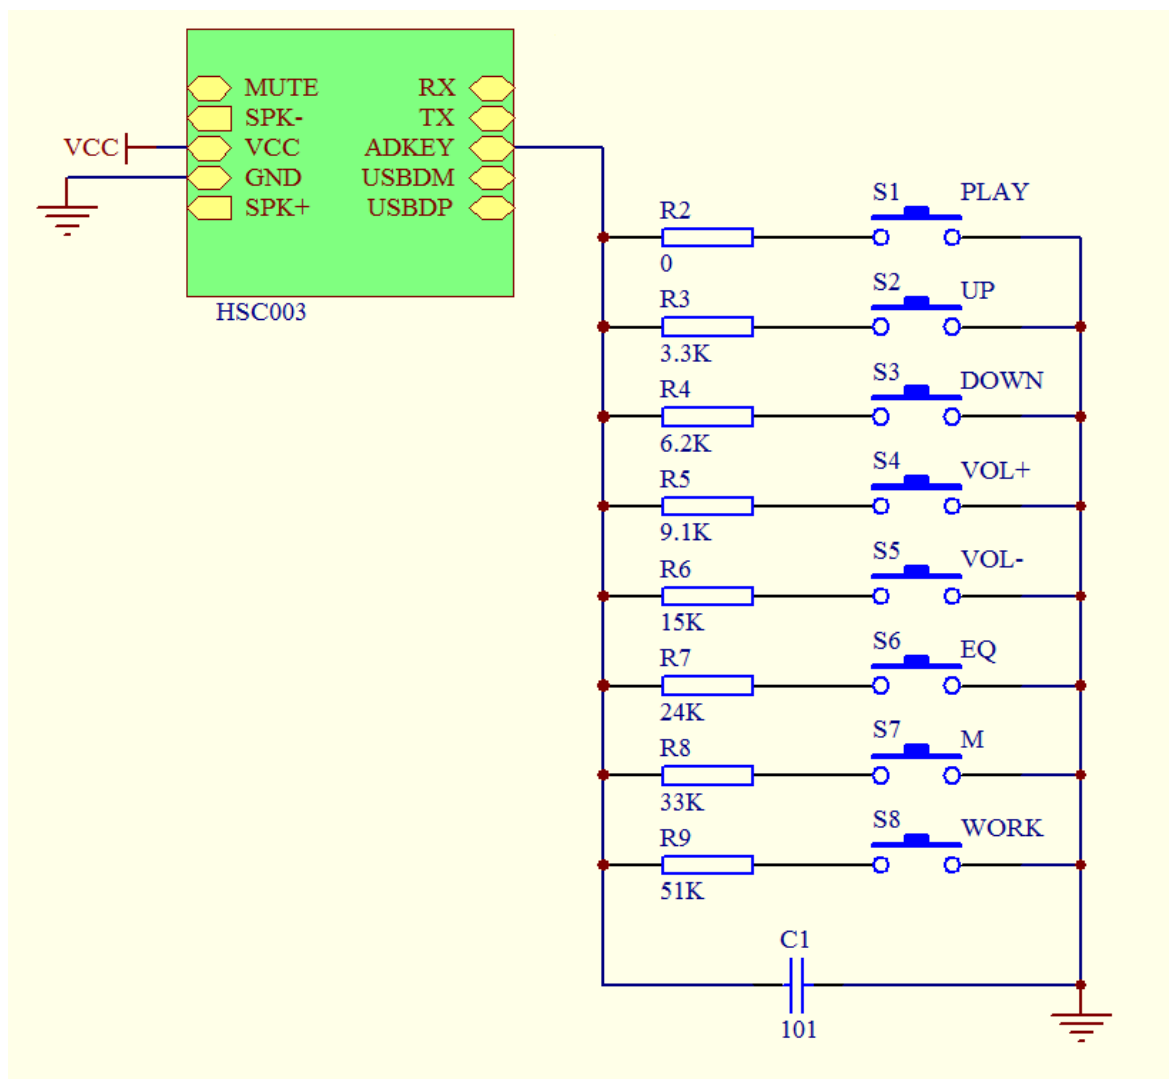 MUTE RX
SPK- TX
VCC VCC ADKEY
GND USBDM
SPK+ USBDP
HSC003
R2 S1 PLAY
0
R3 S2 UP
3.3K
R4 S3 DOWN
6.2K
R5 S4 VOL+
9.1K
R6 S5 VOL-
15K
R7 S6 EQ
24K
R8 S7 M
33K
R9 S8 WORK
51K
C1
101